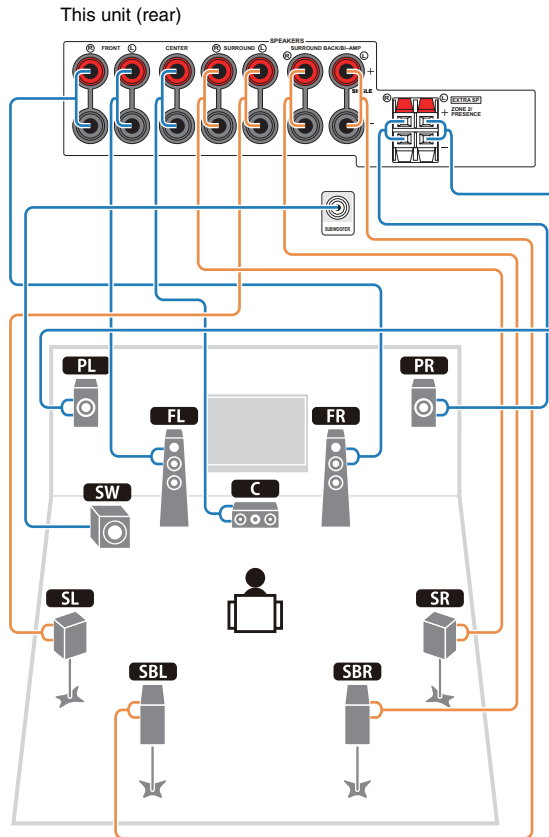 This unit (rear)
SPEAKERS
R FRONT L CENTER R SURROUND L SURROUND BACK/BI-AMP
R L
+
SINGLE
-
R L EXTRA SP
+ ZONE 2/
PRESENCE
-
SUBWOOFER
PL PR
FL FR
SW C
SL SR
SBL SBR